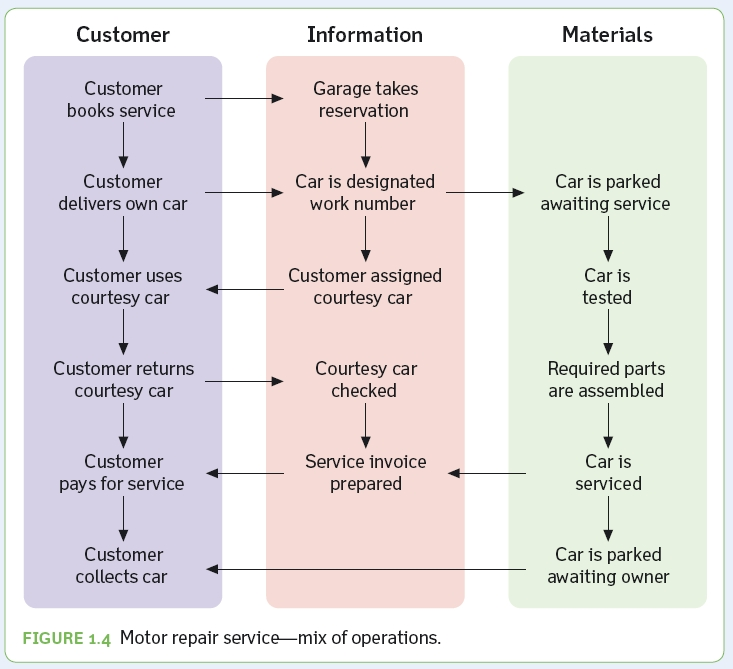 Customer
Information
Materials
Customer
books service
Garage takes
reservation
Customer
delivers own car
Car is designated
work number
Car is parked
awaiting service
Customer uses
courtesy car
Customer assigned
courtesy car
Car is
tested
Customer returns
courtesy car
Courtesy car
checked
Required parts
are assembled
Customer
pays for service
Service invoice
prepared
Car is
serviced
Customer
collects car
Car is parked
awaiting owner
FIGURE 1.4 Motor repair service—mix of operations.